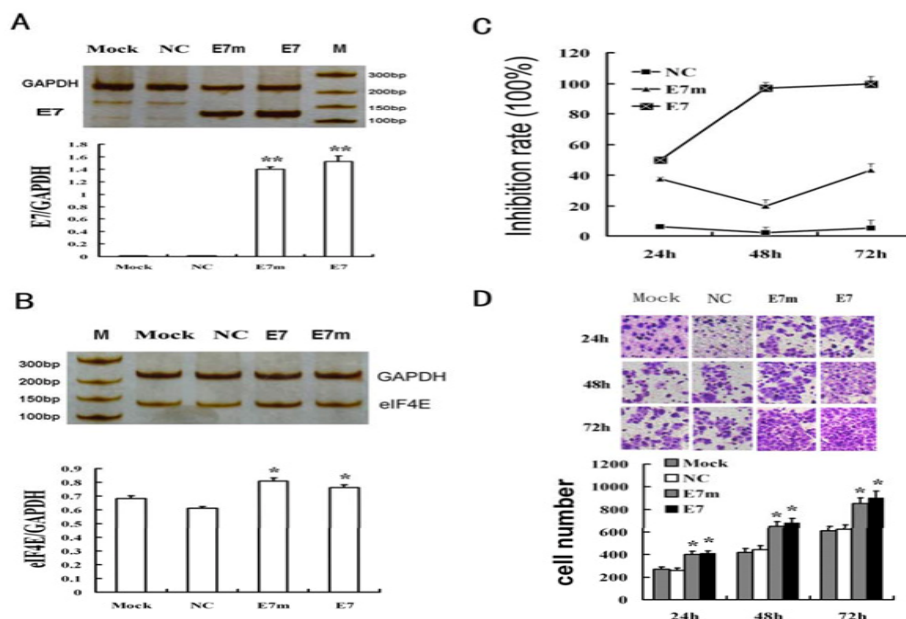 A
Mock NC E7m E7 M
GAPDH
E7
300bp
200bp
150bp
100bp
E7/GAPDH
1.8
1.6
1.4
1.2
1
0.8
0.6
0.4
0.2
0
** **
Mock NC E7m E7
B
M Mock NC E7 E7m
300bp
200bp
150bp
100bp
GAPDH
eIF4E
eIF4E/GAPDH
0.9
0.8
0.7
0.6
0.5
0.4
0.3
0.2
0.1
0
* *
Mock NC E7m E7
C
Inhibition rate (100%)
120
100
80
60
40
20
0
NC
E7m
E7
24h 48h 72h
D
Mock NC E7m E7
24h
48h
72h
cell number
1200
1000
800
600
400
200
0
Mock
NC
E7m
E7
* * * * * *
24h 48h 72h